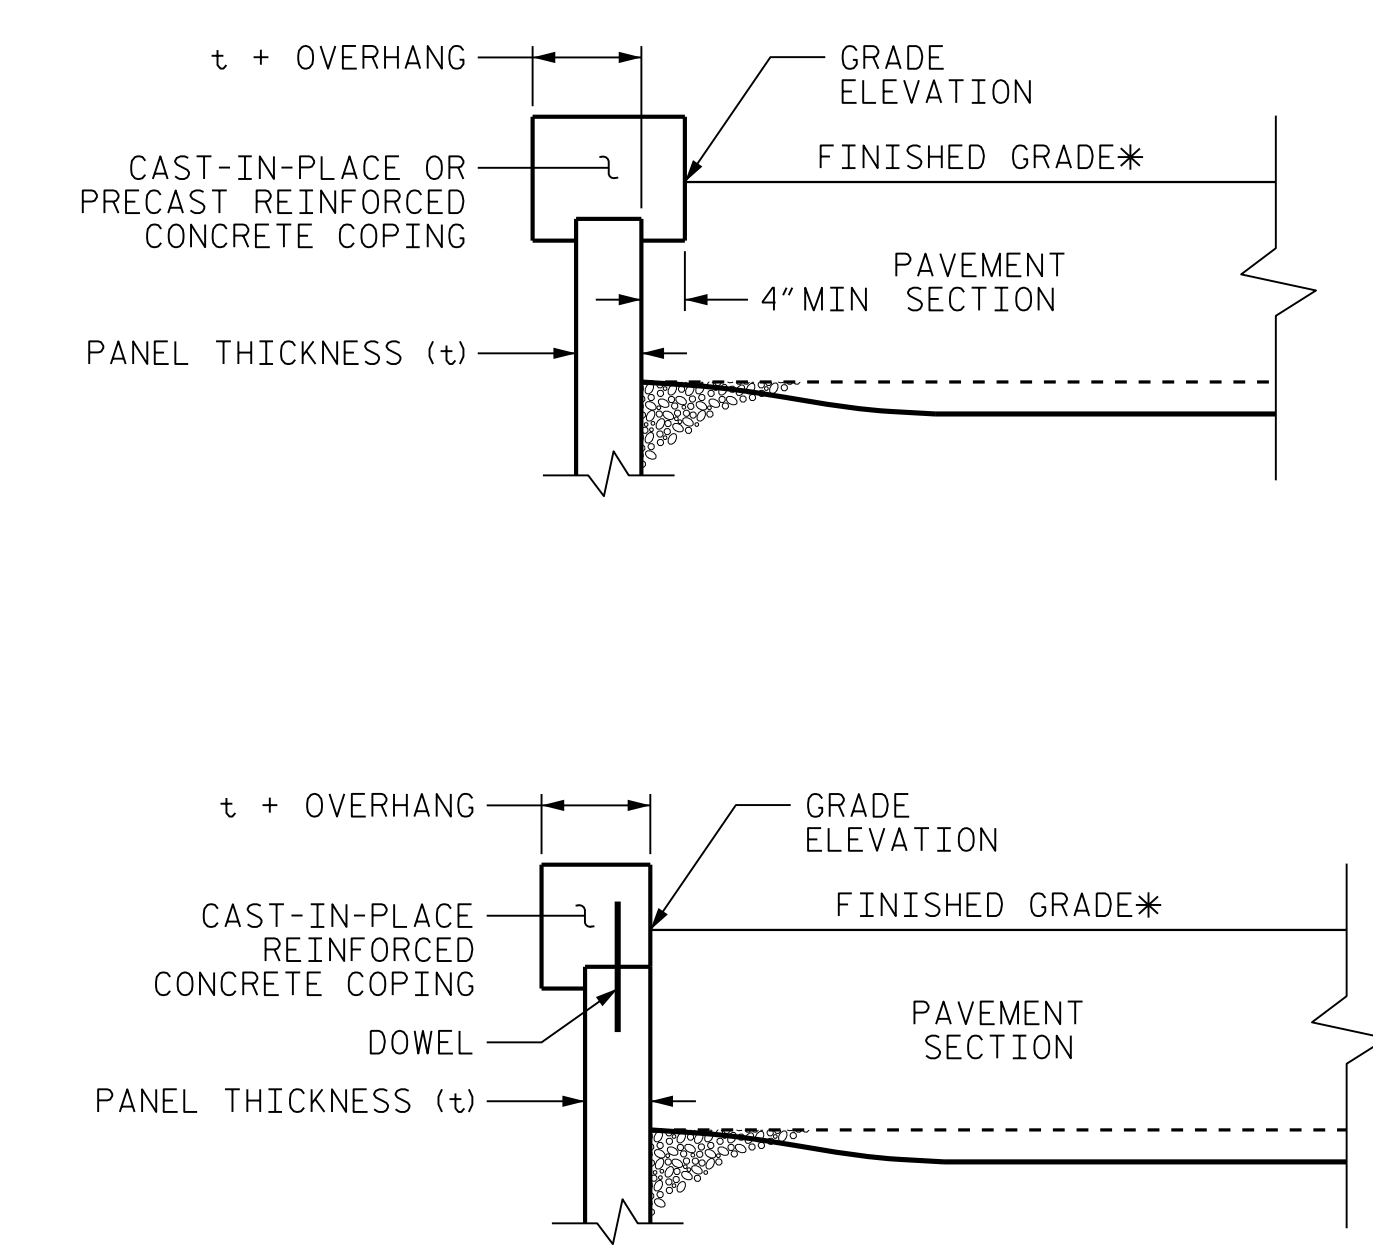 t + OVERHANG
GRADE
ELEVATION
FINISHED GRADE*
CAST-IN-PLACE OR
PRECAST REINFORCED
CONCRETE COPING
PAVEMENT
SECTION
4" MIN
PANEL THICKNESS (t)
t + OVERHANG
GRADE
ELEVATION
FINISHED GRADE*
CAST-IN-PLACE
REINFORCED
CONCRETE COPING
PAVEMENT
SECTION
DOWEL
PANEL THICKNESS (t)